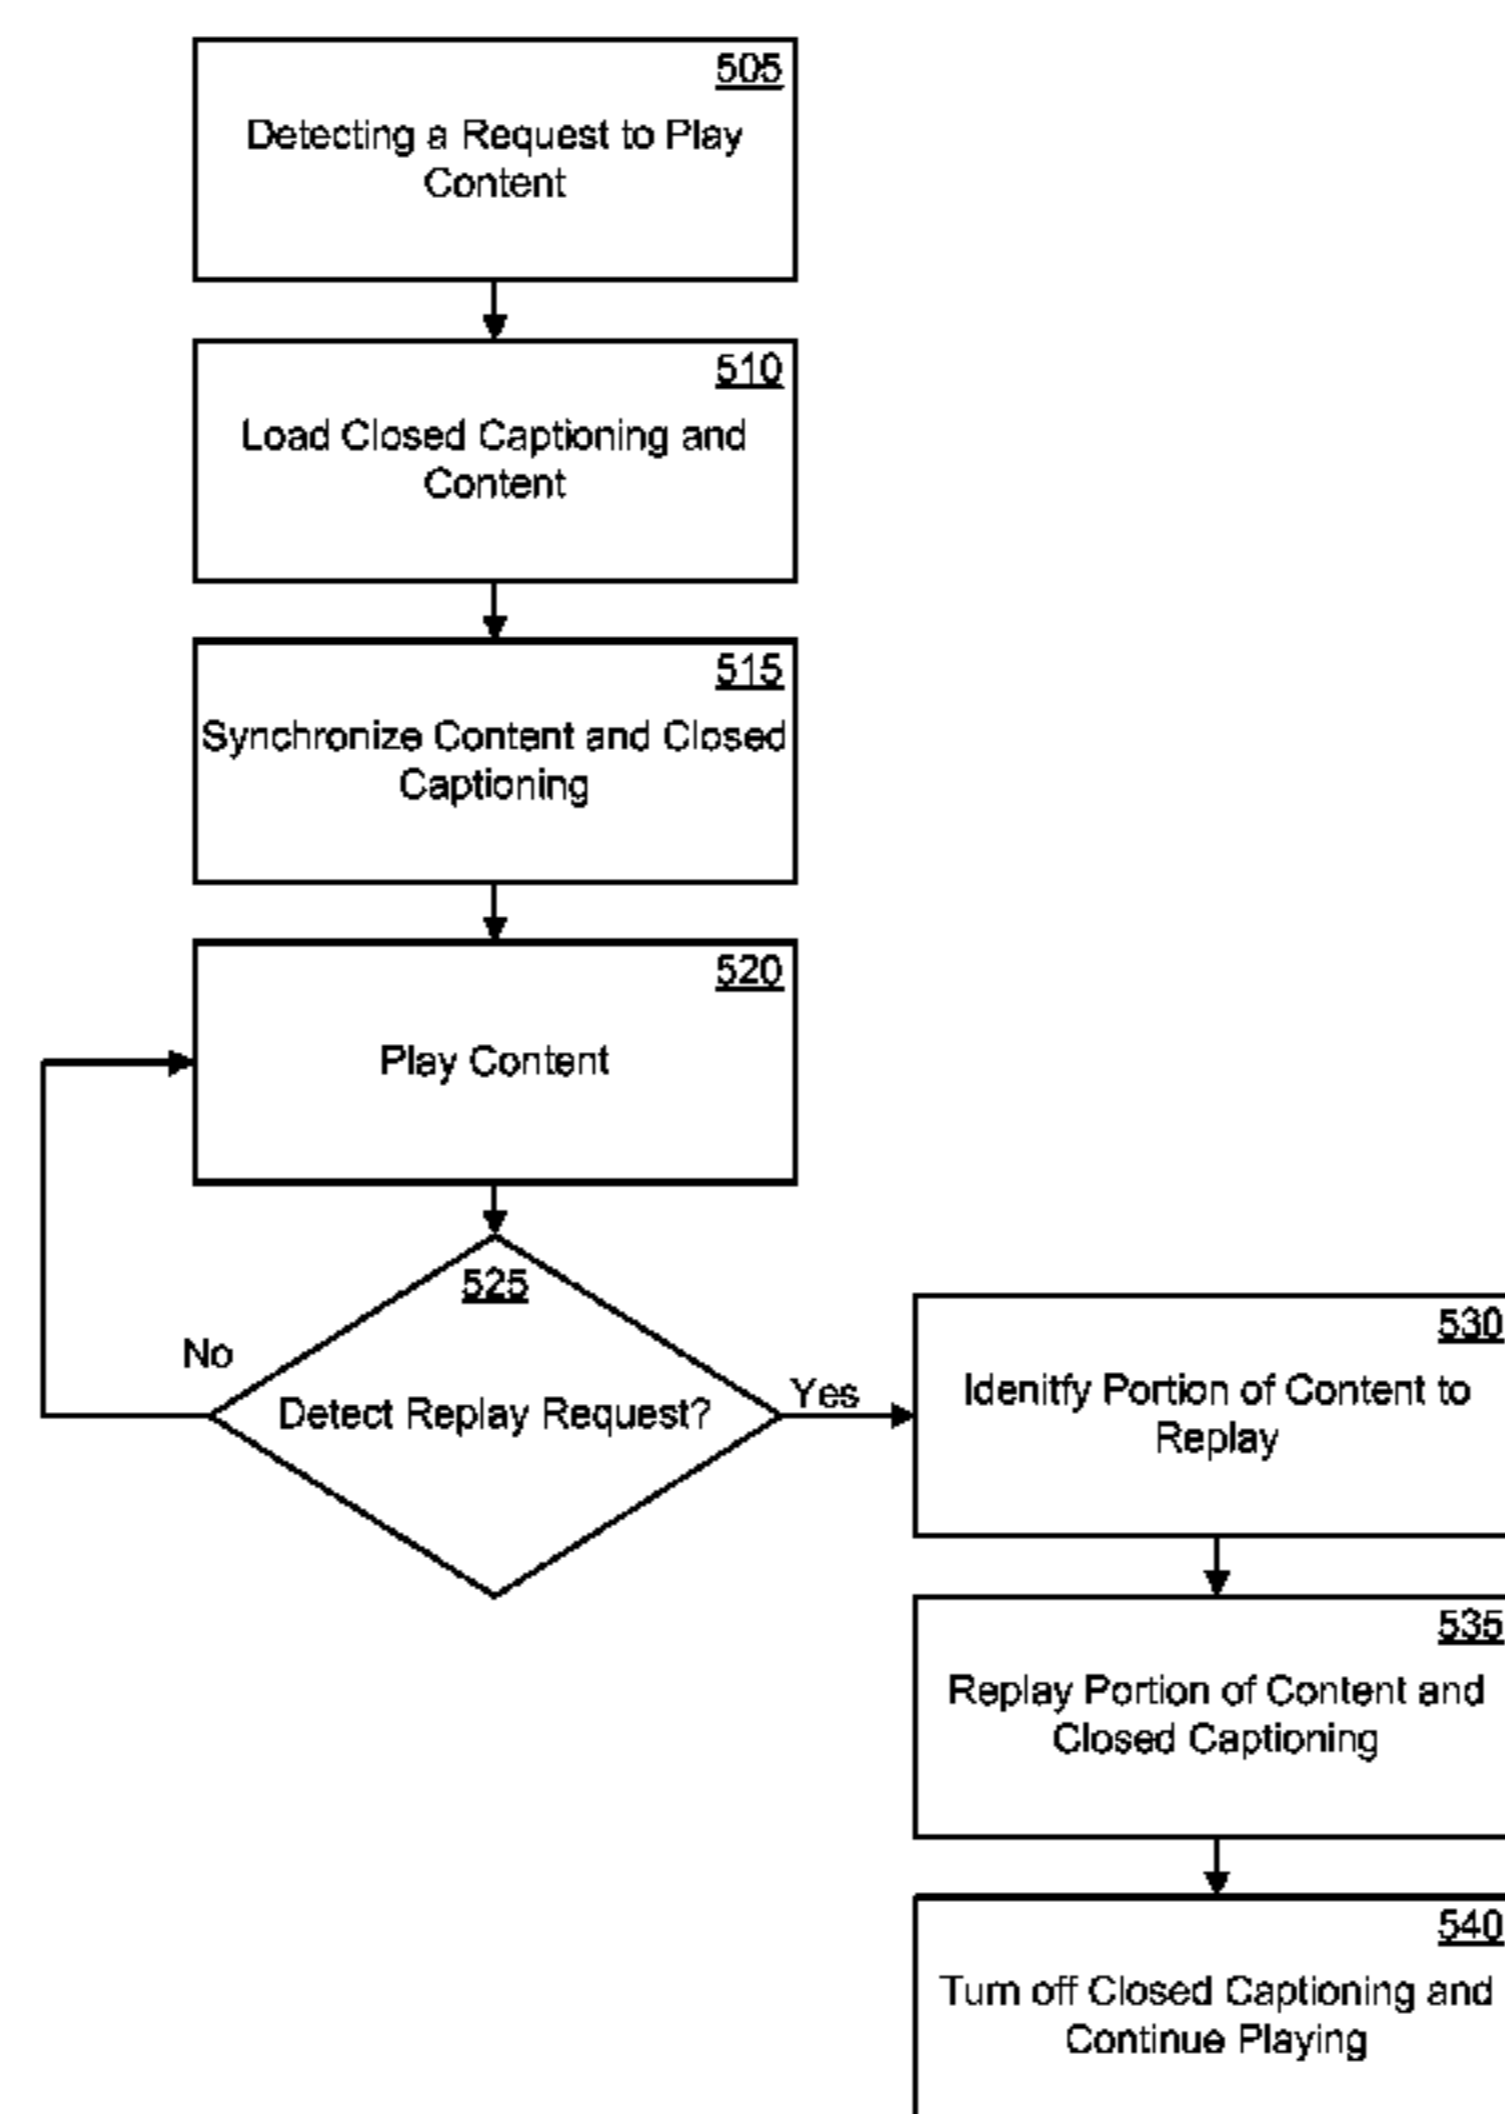 505
Detecting a Request to Play
Content
510
Load Closed Captioning and
Content
515
Synchronize Content and Closed
Captioning
520
Play Content
525
No
Detect Replay Request?
Yes
530
Idenitfy Portion of Content to
Replay
535
Replay Portion of Content and
Closed Captioning
540
Turn off Closed Captioning and
Continue Playing